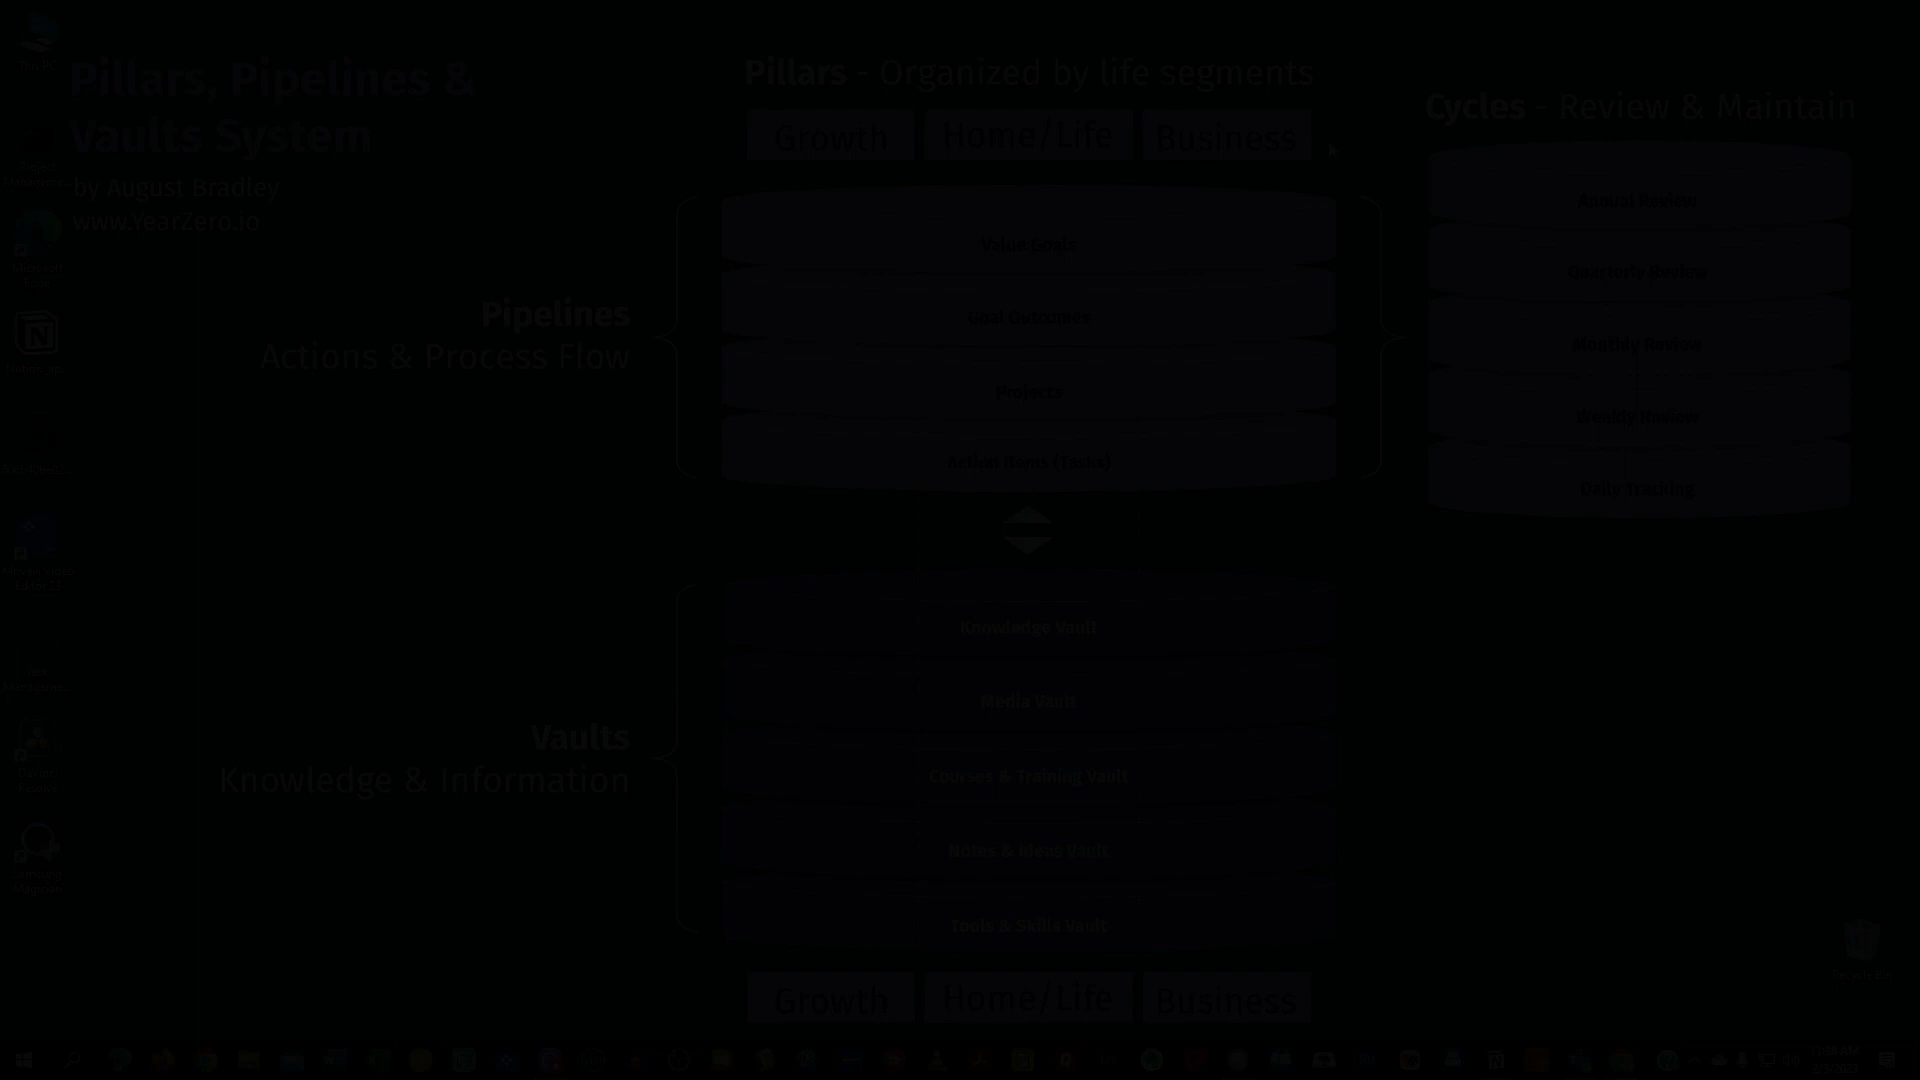 Pillars, Pipelines &
Vaults System
by August Bradley
www.YearZero.io
Pillars - Organized by life segments
Growth
Home/Life
Business
Cycles - Review & Maintain
Annual Review
Quarterly Review
Monthly Review
Weekly Review
Daily Tracking
Pipelines
Actions & Process Flow
Value Goals
Goal Outcomes
Projects
Action Items (Tasks)
Vaults
Knowledge & Information
Knowledge Vault
Media Vault
Courses & Training Vault
Notes & Ideas Vault
Tools & Skills Vault
Growth
Home/Life
Business